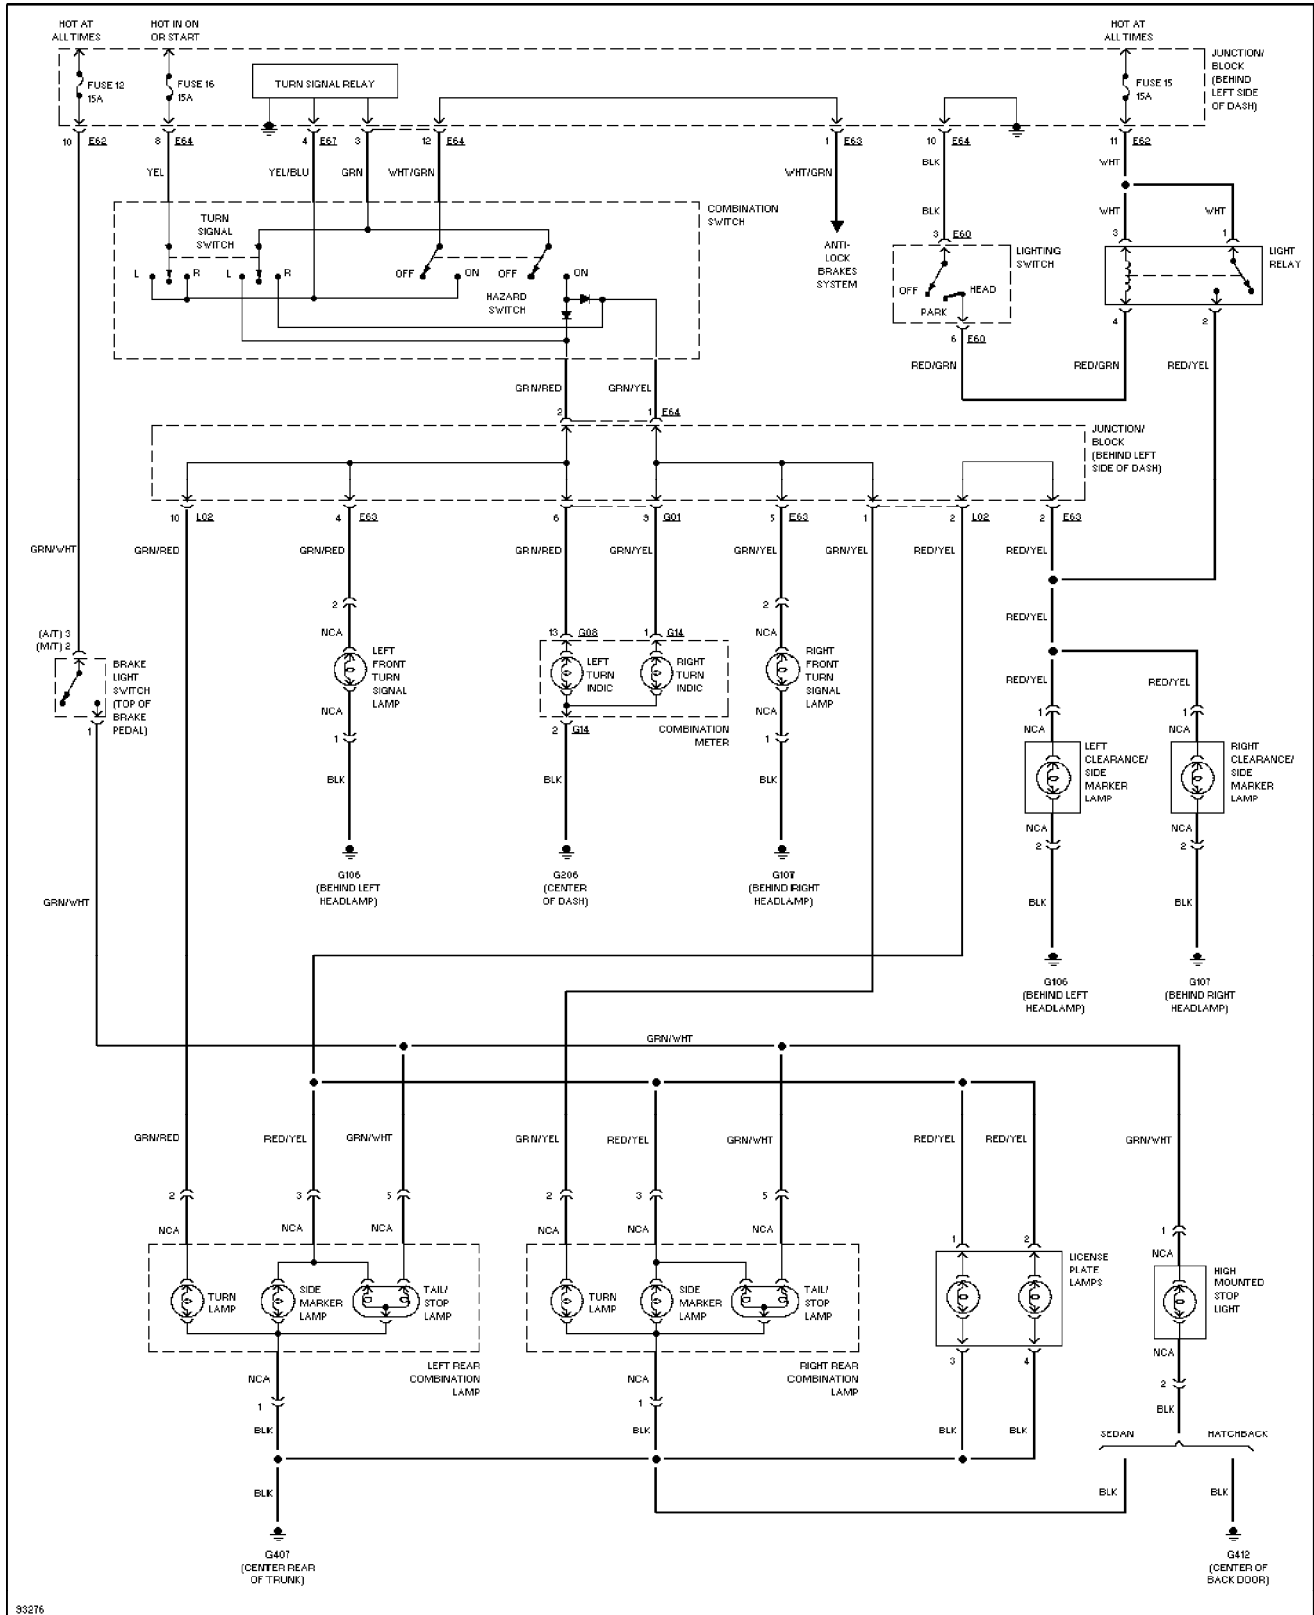 HOT AT
ALL TIMES
HOT IN ON
OR START
HOT AT
ALL TIMES
FUSE 12
15A
FUSE 16
15A
TURN SIGNAL RELAY
FUSE 15
15A
JUNCTION/
BLOCK
(BEHIND
LEFT SIDE
OF DASH)
10 E62
8 E64
4 E67
3
12 E64
1 E63
10 E64
11 E62
YEL
YEL/BLU
GRN
WHT/GRN
WHT/GRN
BLK
WHT
TURN
SIGNAL
SWITCH
COMBINATION
SWITCH
BLK
WHT
WHT
ANTI-
LOCK
BRAKES
SYSTEM
3 E60
3
1
LIGHTING
SWITCH
LIGHT
RELAY
L
R
L
R
OFF
ON
OFF
ON
HAZARD
SWITCH
OFF
HEAD
PARK
6 E60
4
2
RED/GRN
RED/GRN
RED/YEL
GRN/RED
GRN/YEL
2
1 E64
JUNCTION/
BLOCK
(BEHIND LEFT
SIDE OF DASH)
10 L02
4 E63
6
9 G01
5 E63
1
2 L02
2 E63
GRN/WHT
GRN/RED
GRN/RED
GRN/RED
GRN/YEL
GRN/YEL
GRN/YEL
RED/YEL
RED/YEL
2
2
RED/YEL
(A/T) 3
(M/T) 2
NCA
13 G08
1 G14
NCA
BRAKE
LIGHT
SWITCH
(TOP OF
BRAKE
PEDAL)
1
LEFT
FRONT
TURN
SIGNAL
LAMP
LEFT
TURN
INDIC
RIGHT
TURN
INDIC
RIGHT
FRONT
TURN
SIGNAL
LAMP
RED/YEL
RED/YEL
NCA
1
2 G14
COMBINATION
METER
NCA
1
1
NCA
1
NCA
LEFT
CLEARANCE/
SIDE
MARKER
LAMP
RIGHT
CLEARANCE/
SIDE
MARKER
LAMP
BLK
BLK
BLK
NCA
2
NCA
2
G106
(BEHIND LEFT
HEADLAMP)
G206
(CENTER
OF DASH)
G107
(BEHIND RIGHT
HEADLAMP)
GRN/WHT
BLK
BLK
G106
(BEHIND LEFT
HEADLAMP)
G107
(BEHIND RIGHT
HEADLAMP)
GRN/WHT
GRN/RED
RED/YEL
GRN/WHT
GRN/YEL
RED/YEL
GRN/WHT
RED/YEL
RED/YEL
GRN/WHT
2
3
5
2
3
5
NCA
NCA
NCA
NCA
NCA
NCA
1
2
1
NCA
TURN
LAMP
SIDE
MARKER
LAMP
TAIL/
STOP
LAMP
TURN
LAMP
SIDE
MARKER
LAMP
TAIL/
STOP
LAMP
LICENSE
PLATE
LAMPS
HIGH
MOUNTED
STOP
LIGHT
LEFT REAR
COMBINATION
LAMP
RIGHT REAR
COMBINATION
LAMP
3
4
NCA
NCA
NCA
1
1
2
BLK
BLK
BLK
BLK
BLK
SEDAN
HATCHBACK
BLK
BLK
BLK
G407
(CENTER REAR
OF TRUNK)
G412
(CENTER OF
BACK DOOR)
93276